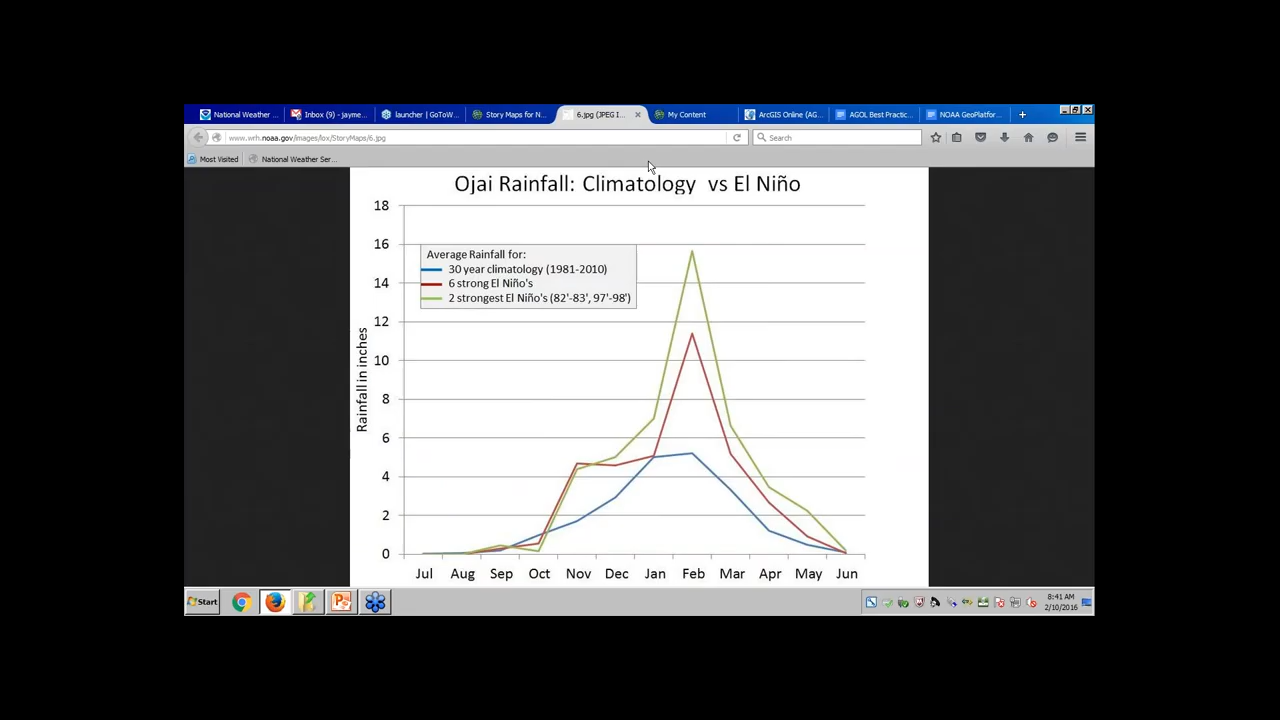 National Weather ...
Inbox (9) - jayme...
launcher | GoToW...
Story Maps for N...
6.jpg (JPEG I...
My Content
ArcGIS Online (AG...
AGOL Best Practic...
NOAA GeoPlatfor...
www.wrh.noaa.gov/images/lox/StoryMaps/6.jpg
Search
Most Visited
National Weather Ser...
Ojai Rainfall: Climatology vs El Niño
18
16
14
12
10
8
6
4
2
0
Rainfall in inches
Average Rainfall for:
30 year climatology (1981-2010)
6 strong El Niño's
2 strongest El Niño's (82'-83', 97'-98')
Jul Aug Sep Oct Nov Dec Jan Feb Mar Apr May Jun
Start
8:41 AM
2/10/2016